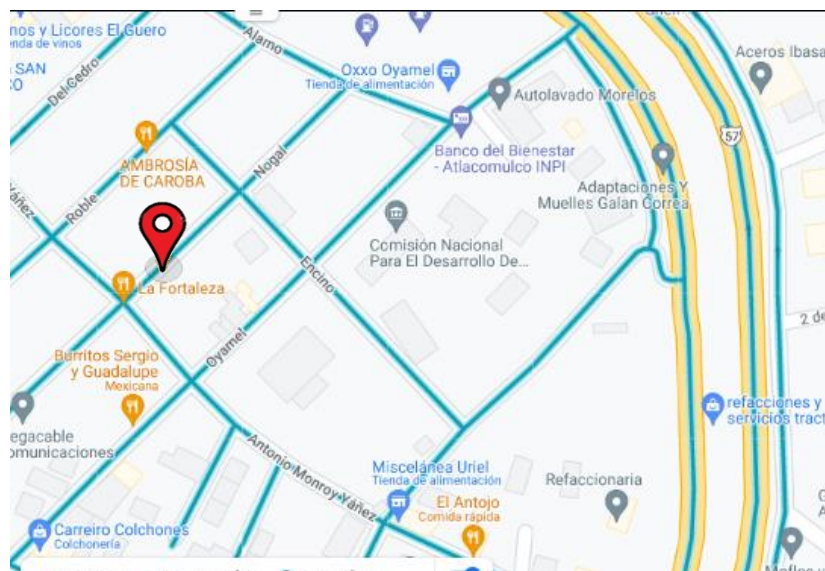 nos y Licores El Guero
enda de vinos
SAN
Del Cedro
Alamo
Oxxo Oyamel
Tienda de alimentación
Autolavado Morelos
Aceros Ibasa
57
AMBROSÍA
DE CAROBA
Nogal
Banco del Bienestar
- Atlacomulco INPI
Adaptaciones Y
Muelles Galan Correa
Yáñez
Roble
Comisión Nacional
Para El Desarrollo De...
Encino
La Fortaleza
Oyamel
2 de
Burritos Sergio
y Guadalupe
Mexicana
refacciones y
servicios tract
egacable
omunicaciones
Antonio Monroy Yáñez
Miscelánea Uriel
Tienda de alimentación
Refaccionaria
El Antojo
Comida rápida
Carreiro Colchones
Colchonería